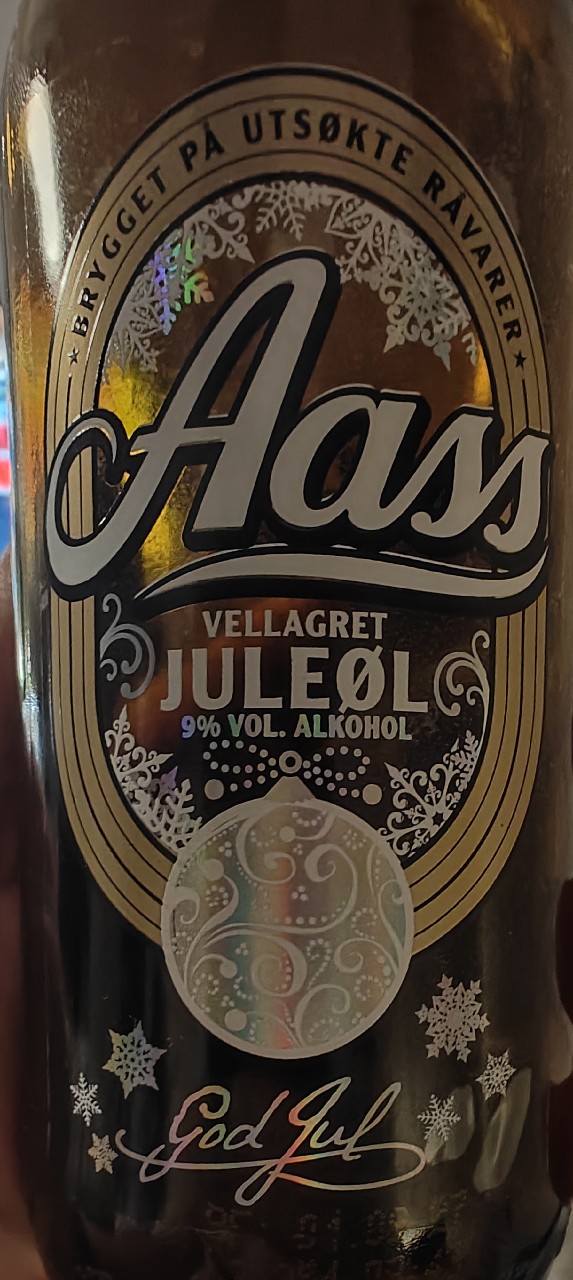 ★ BRYGGET PÅ UTSØKTE RÅVARER ★
Aass
VELLAGRET
JULEØL
9% VOL. ALKOHOL
God Jul